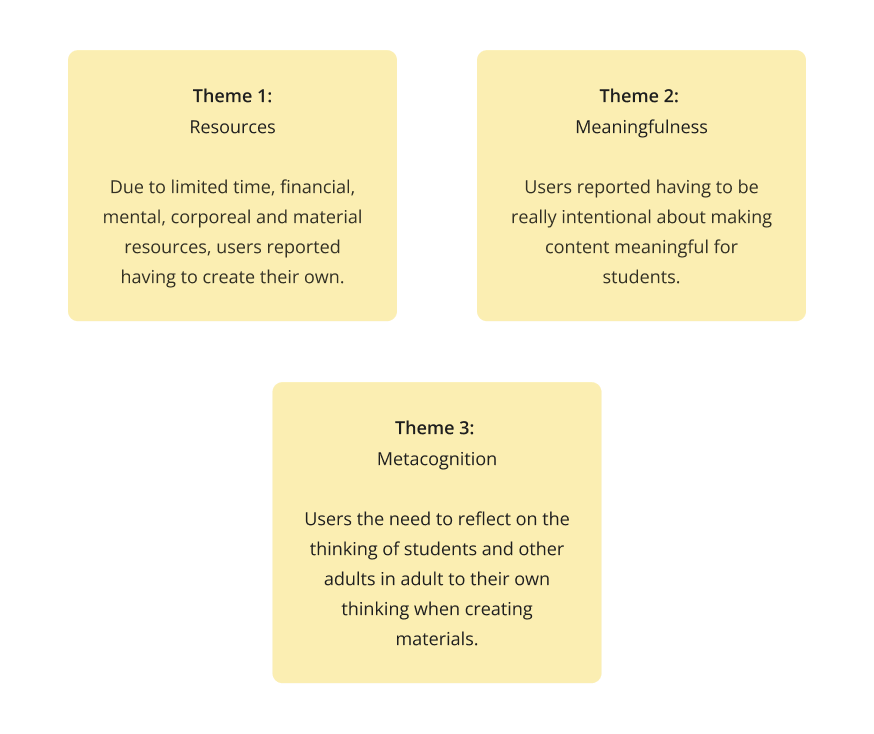 Theme 1:
Resources
Due to limited time, financial,
mental, corporeal and material
resources, users reported
having to create their own.
Theme 2:
Meaningfulness
Users reported having to be
really intentional about making
content meaningful for
students.
Theme 3:
Metacognition
Users the need to reflect on the
thinking of students and other
adults in adult to their own
thinking when creating
materials.